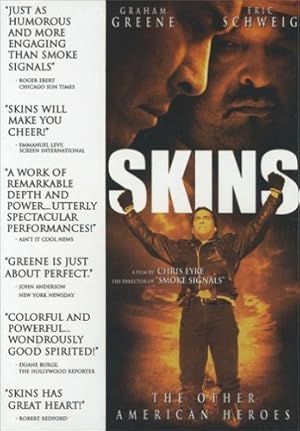 "JUST AS
HUMOROUS
AND MORE
ENGAGING
THAN SMOKE
SIGNALS"
- ROGER EBERT
CHICAGO SUN TIMES
"SKINS WILL
MAKE YOU
CHEER!"
- EMMANUEL LEVY,
SCREEN INTERNATIONAL
"A WORK OF
REMARKABLE
DEPTH AND
POWER... UTTERLY
SPECTACULAR
PERFORMANCES!"
- AIN'T IT COOL NEWS
"GREENE IS JUST
ABOUT PERFECT."
- JOHN ANDERSON
NEW YORK NEWSDAY
"COLORFUL AND
POWERFUL...
WONDROUSLY
GOOD SPIRITED!"
- DUANE BURGE,
THE HOLLYWOOD REPORTER
"SKINS HAS
GREAT HEART!"
- ROBERT REDFORD
GRAHAM
GREENE
ERIC
SCHWEIG
SKINS
A FILM BY CHRIS EYRE
THE DIRECTOR OF "SMOKE SIGNALS"
THE OTHER
AMERICAN HEROES